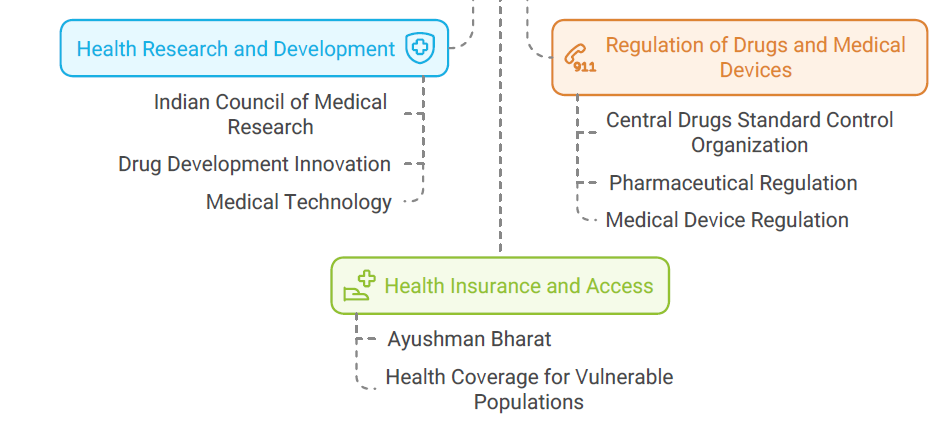 Health Research and Development
Indian Council of Medical
Research
Drug Development Innovation
Medical Technology
911
Regulation of Drugs and Medical
Devices
Central Drugs Standard Control
Organization
Pharmaceutical Regulation
Medical Device Regulation
Health Insurance and Access
Ayushman Bharat
Health Coverage for Vulnerable
Populations